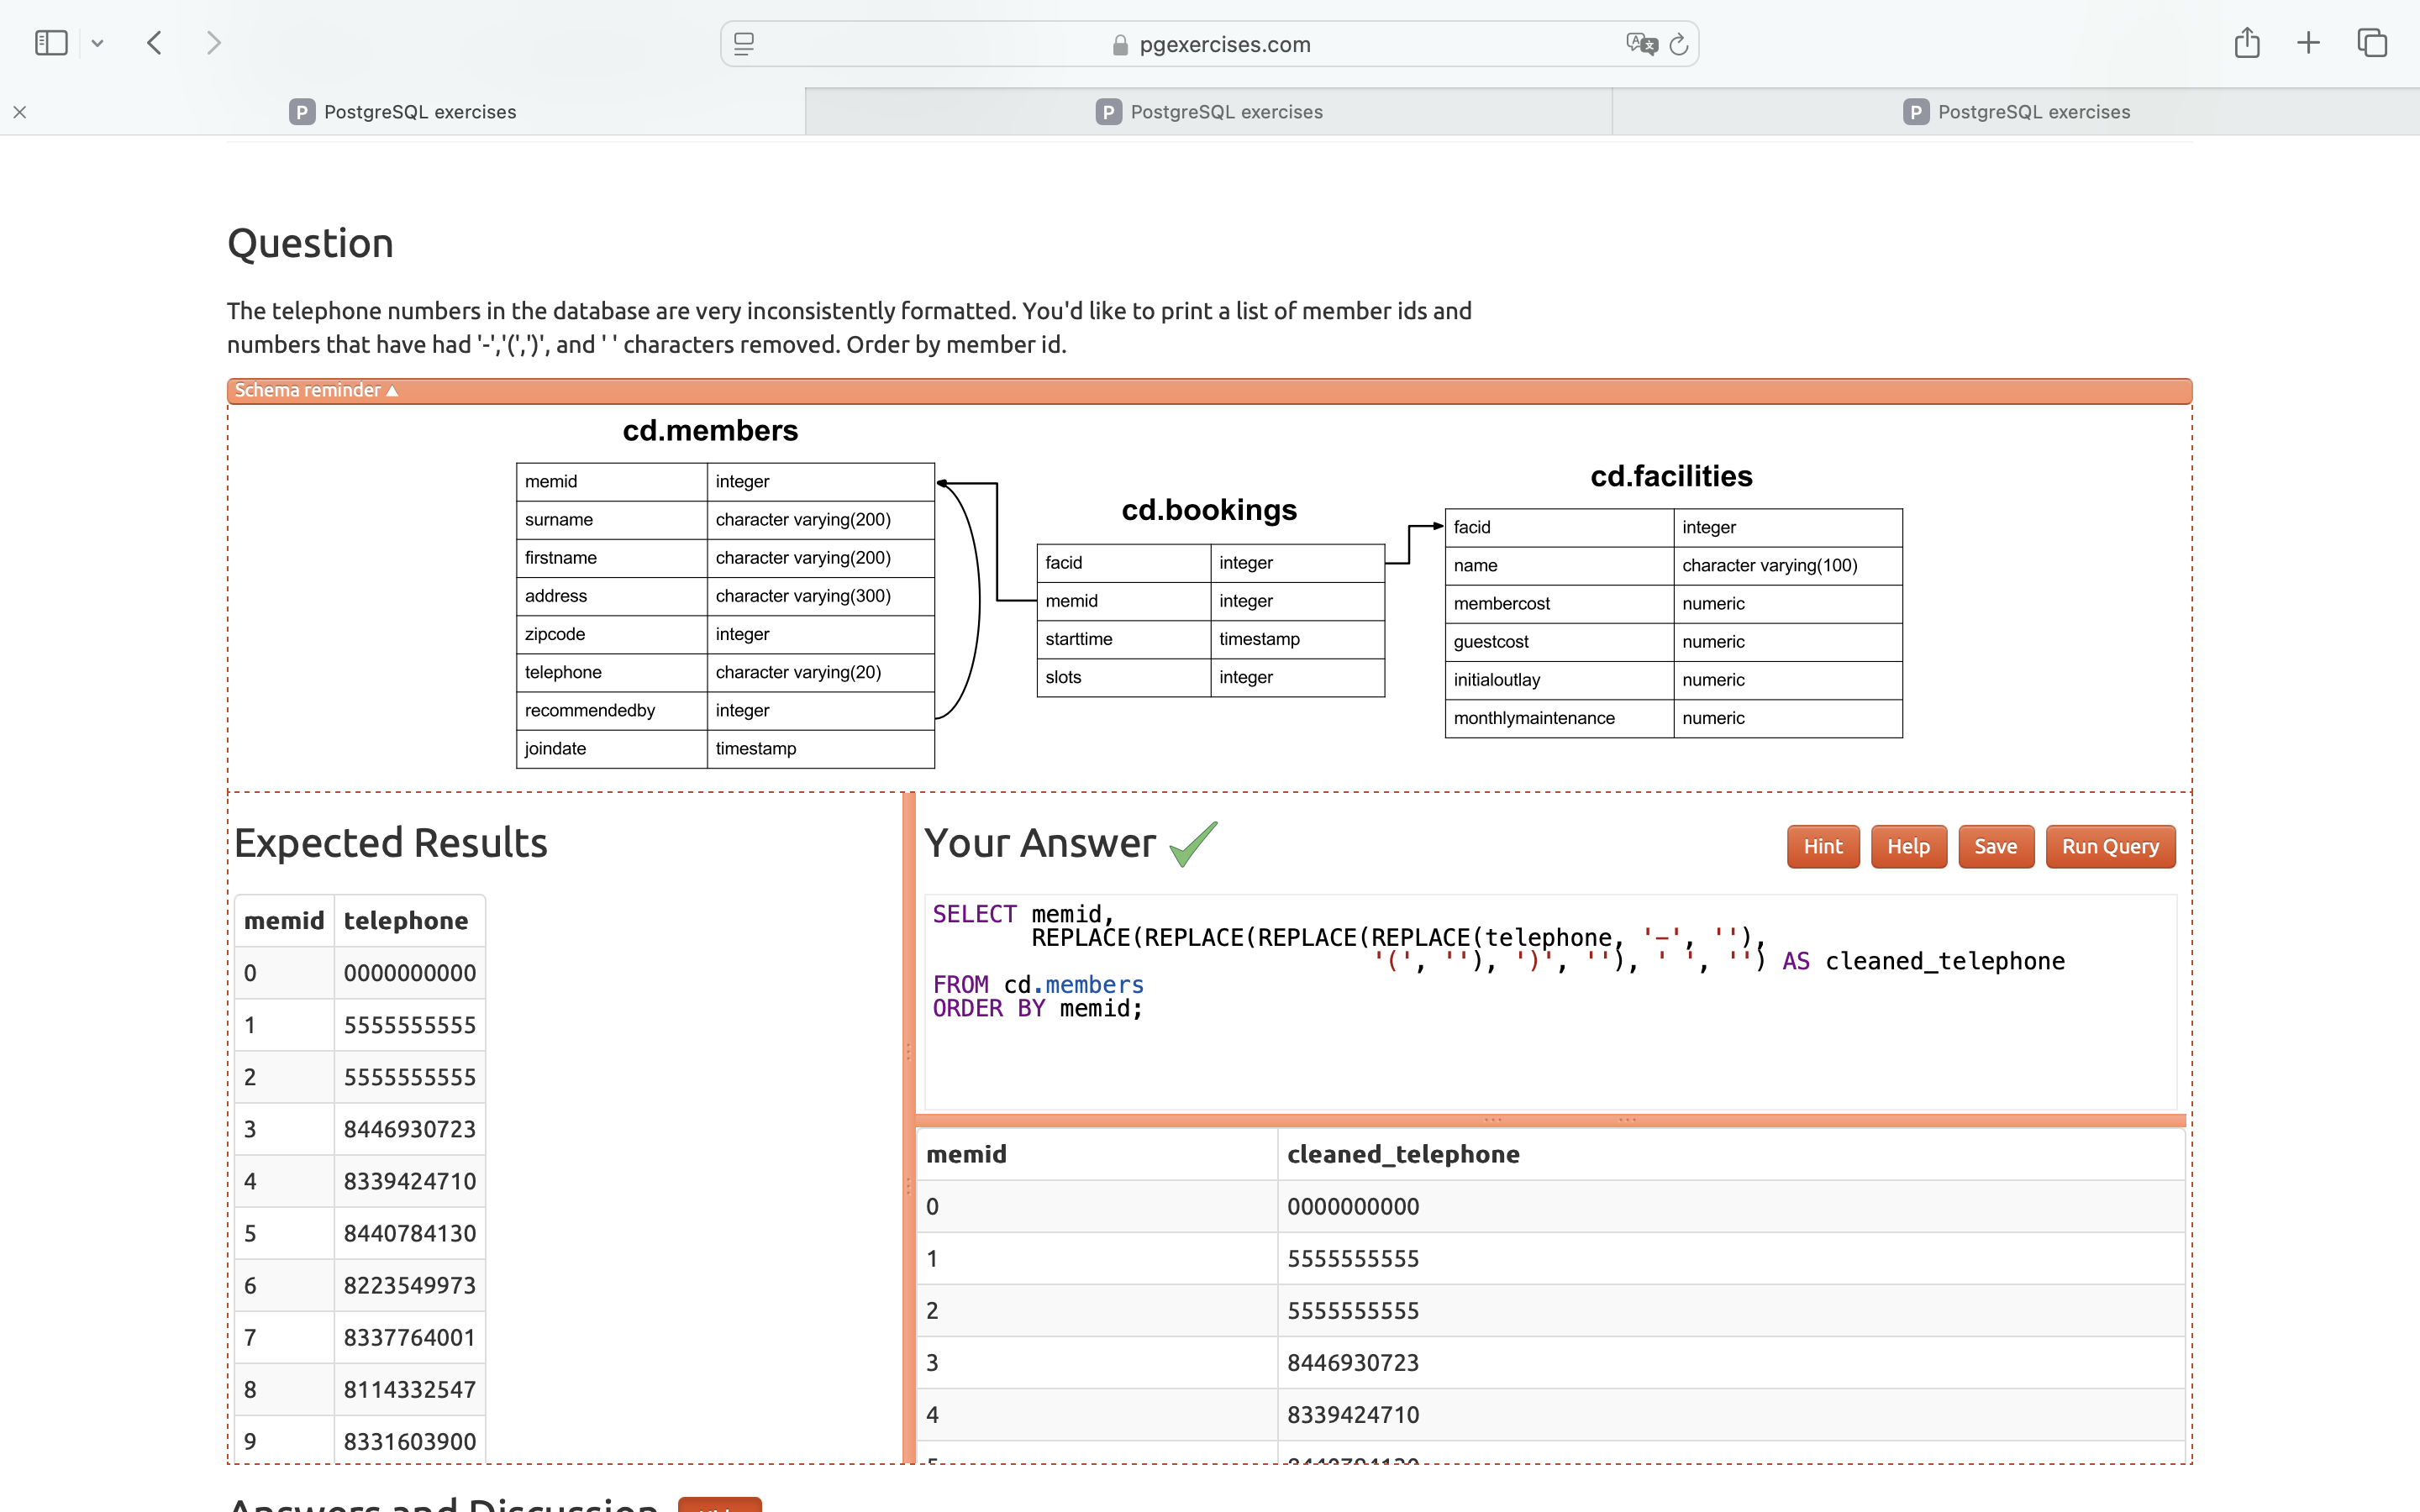 pgexercises.com
PostgreSQL exercises
PostgreSQL exercises
PostgreSQL exercises
Question
The telephone numbers in the database are very inconsistently formatted. You'd like to print a list of member ids and
numbers that have had '-','(',')', and ' ' characters removed. Order by member id.
Schema reminder ▲
cd.members
memid integer
surname character varying(200)
firstname character varying(200)
address character varying(300)
zipcode integer
telephone character varying(20)
recommendedby integer
joindate timestamp
cd.bookings
facid integer
memid integer
starttime timestamp
slots integer
cd.facilities
facid integer
name character varying(100)
membercost numeric
guestcost numeric
initialoutlay numeric
monthlymaintenance numeric
Expected Results
memid telephone
0 0000000000
1 5555555555
2 5555555555
3 8446930723
4 8339424710
5 8440784130
6 8223549973
7 8337764001
8 8114332547
9 8331603900
Your Answer
Hint Help Save Run Query
SELECT memid,
REPLACE(REPLACE(REPLACE(REPLACE(telephone, '-', ''),
'(', ''), ')', ''), ' ', '') AS cleaned_telephone
FROM cd.members
ORDER BY memid;
memid cleaned_telephone
0 0000000000
1 5555555555
2 5555555555
3 8446930723
4 8339424710
5 8440784130
Answers and Discussion